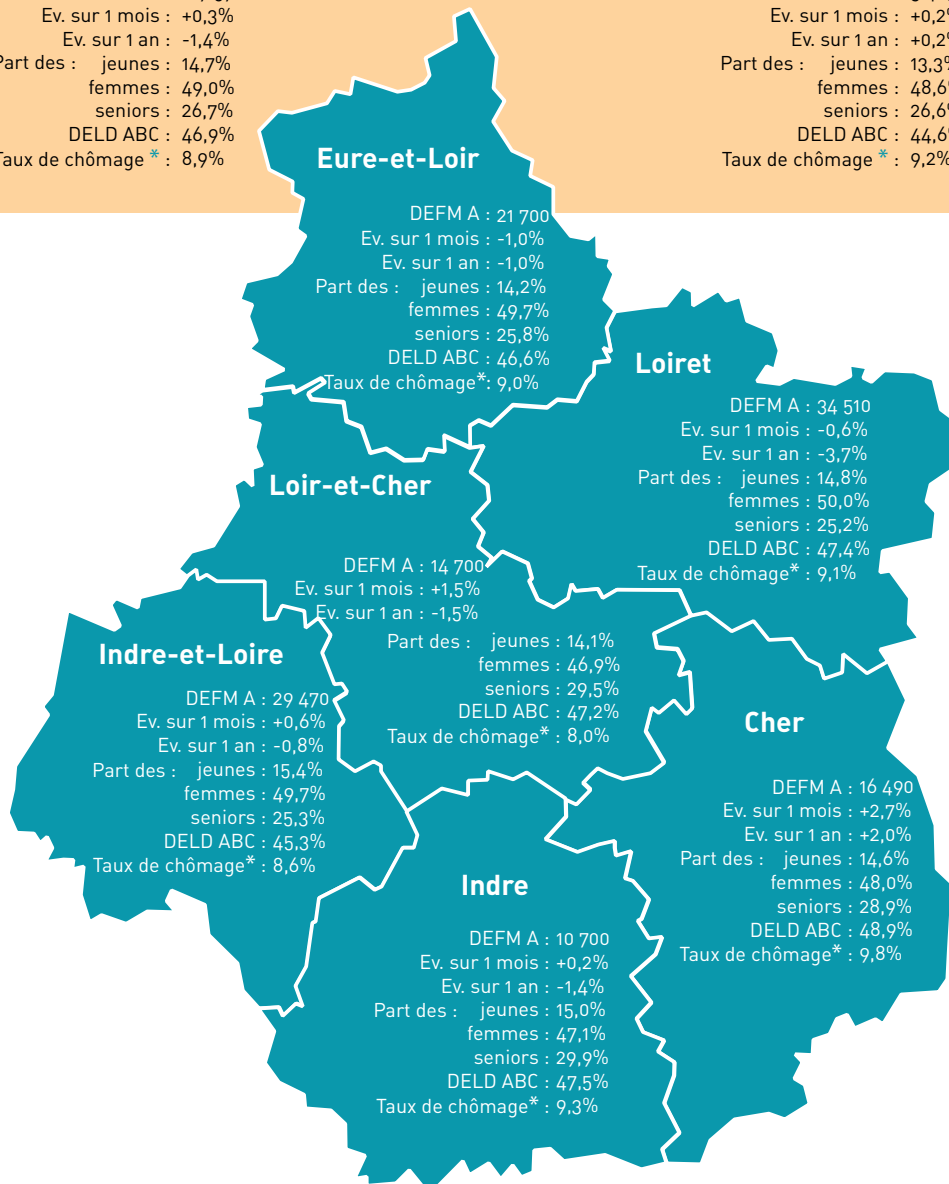 Ev. sur 1 mois : +0,3%
Ev. sur 1 an : -1,4%
Part des : jeunes : 14,7%
femmes : 49,0%
seniors : 26,7%
DELD ABC : 46,9%
Taux de chômage * : 8,9%
Ev. sur 1 mois : +0,2%
Ev. sur 1 an : +0,2%
Part des : jeunes : 13,3%
femmes : 48,6%
seniors : 26,6%
DELD ABC : 44,6%
Taux de chômage * : 9,2%
Eure-et-Loir
DEFM A : 21 700
Ev. sur 1 mois : -1,0%
Ev. sur 1 an : -1,0%
Part des : jeunes : 14,2%
femmes : 49,7%
seniors : 25,8%
DELD ABC : 46,6%
Taux de chômage* : 9,0%
Loiret
DEFM A : 34 510
Ev. sur 1 mois : -0,6%
Ev. sur 1 an : -3,7%
Part des : jeunes : 14,8%
femmes : 50,0%
seniors : 25,2%
DELD ABC : 47,4%
Taux de chômage* : 9,1%
Loir-et-Cher
DEFM A : 14 700
Ev. sur 1 mois : +1,5%
Ev. sur 1 an : -1,5%
Part des : jeunes : 14,1%
femmes : 46,9%
seniors : 29,5%
DELD ABC : 47,2%
Taux de chômage* : 8,0%
Indre-et-Loire
DEFM A : 29 470
Ev. sur 1 mois : +0,6%
Ev. sur 1 an : -0,8%
Part des : jeunes : 15,4%
femmes : 49,7%
seniors : 25,3%
DELD ABC : 45,3%
Taux de chômage* : 8,6%
Cher
DEFM A : 16 490
Ev. sur 1 mois : +2,7%
Ev. sur 1 an : +2,0%
Part des : jeunes : 14,6%
femmes : 48,0%
seniors : 28,9%
DELD ABC : 48,9%
Taux de chômage* : 9,8%
Indre
DEFM A : 10 700
Ev. sur 1 mois : +0,2%
Ev. sur 1 an : -1,4%
Part des : jeunes : 15,0%
femmes : 47,1%
seniors : 29,9%
DELD ABC : 47,5%
Taux de chômage* : 9,3%